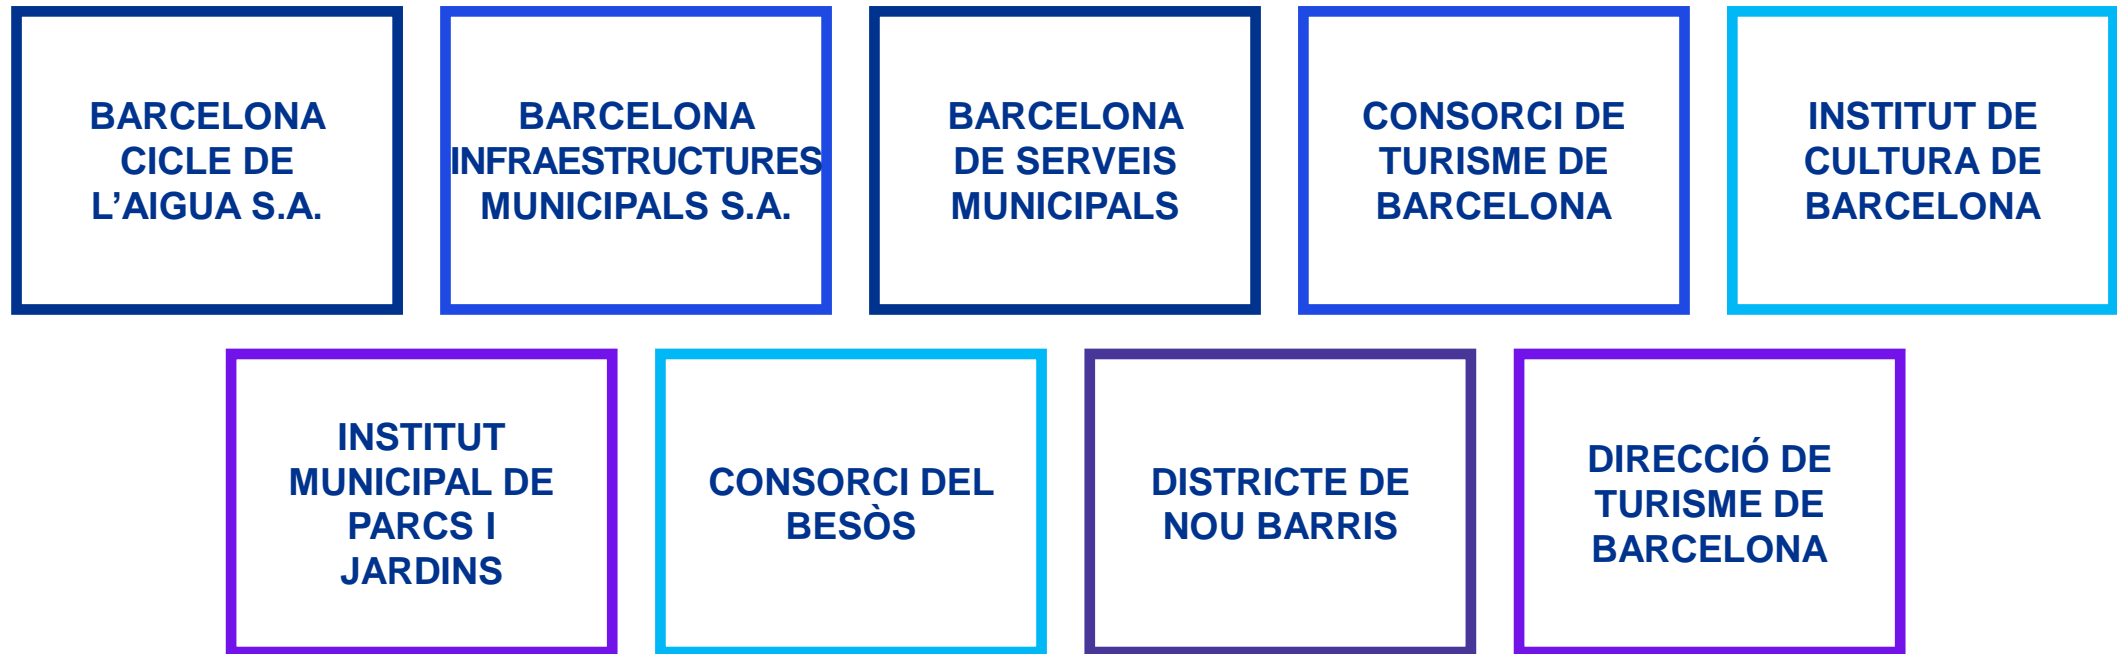 BARCELONA
CICLE DE
L’AIGUA S.A.
BARCELONA
INFRAESTRUCTURES
MUNICIPALS S.A.
BARCELONA
DE SERVEIS
MUNICIPALS
CONSORCI DE
TURISME DE
BARCELONA
INSTITUT DE
CULTURA DE
BARCELONA
INSTITUT
MUNICIPAL DE
PARCS I
JARDINS
CONSORCI DEL
BESÒS
DISTRICTE DE
NOU BARRIS
DIRECCIÓ DE
TURISME DE
BARCELONA